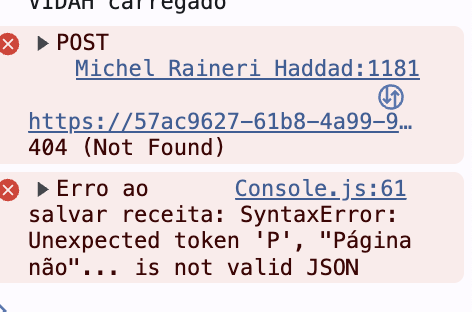 VIDAH carregado
POST
Michel Raineri Haddad:1181
https://57ac9627-61b8-4a99-9…
404 (Not Found)
Erro ao Console.js:61
salvar receita: SyntaxError:
Unexpected token 'P', "Página
não"... is not valid JSON